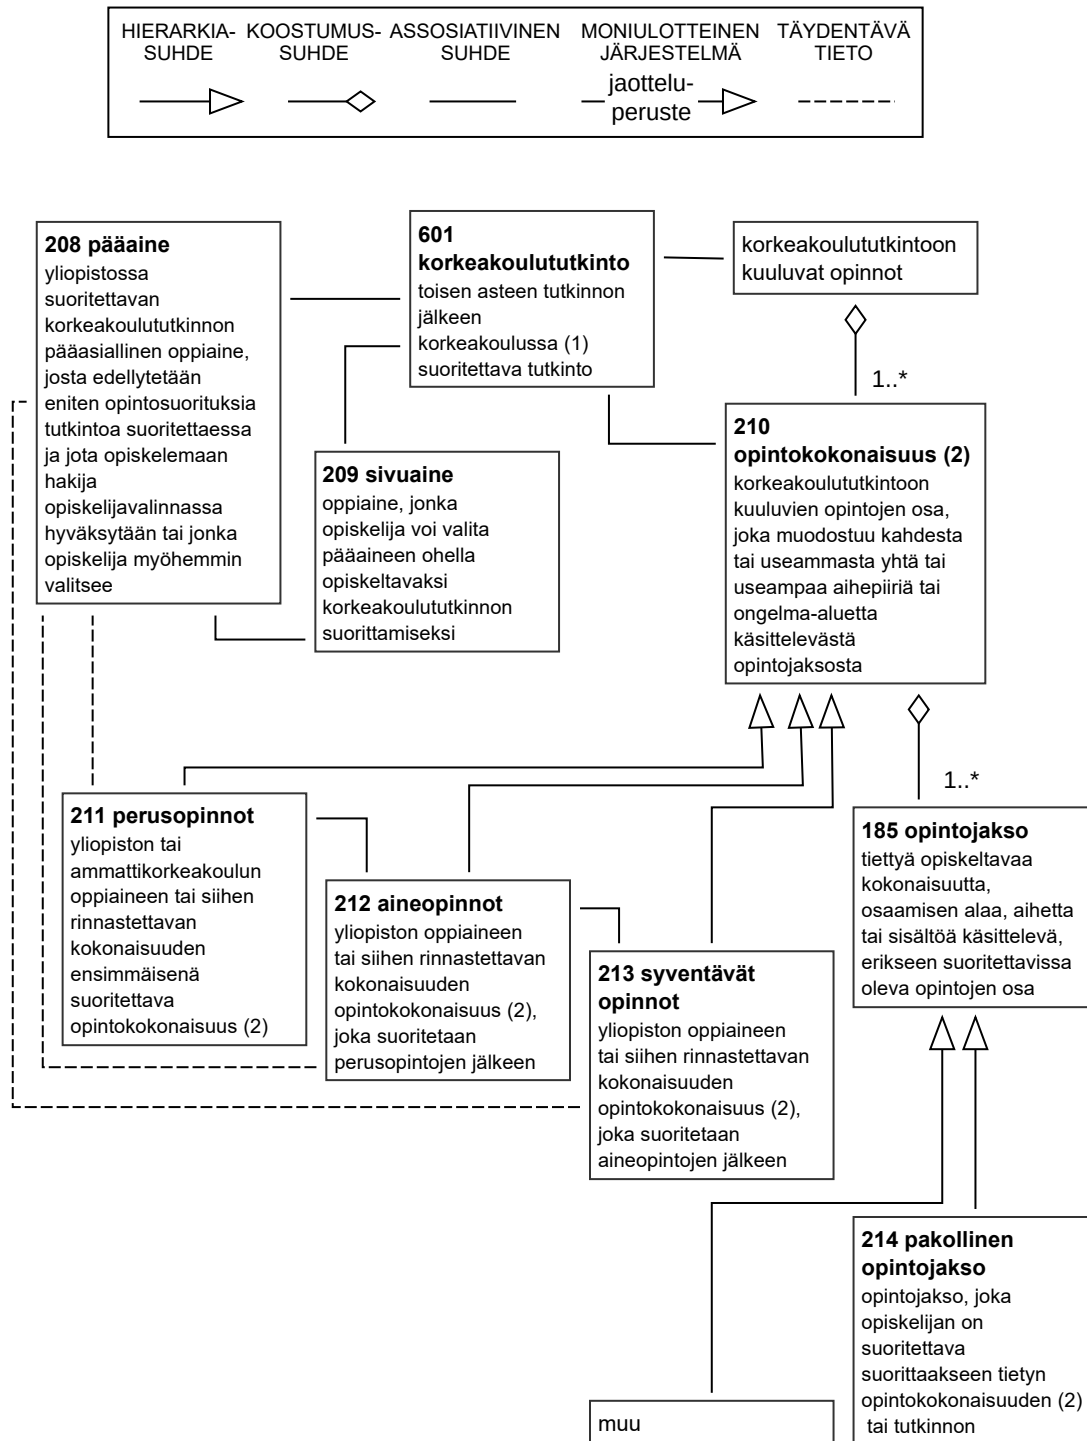 HIERARKIA-
SUHDE
KOOSTUMUS-
SUHDE
ASSOSIATIIVINEN
SUHDE
MONIULOTTEINEN
JÄRJESTELMÄ
TÄYDENTÄVÄ
TIETO
jaottelu-
peruste
208 pääaine
yliopistossa
suoritettavan
korkeakoulututkinnon
pääasiallinen oppiaine,
josta edellytetään
eniten opintosuorituksia
tutkintoa suoritettaessa
ja jota opiskelemaan
hakija
opiskelijavalinnassa
hyväksytään tai jonka
opiskelija myöhemmin
valitsee
601
korkeakoulututkinto
toisen asteen tutkinnon
jälkeen
korkeakoulussa (1)
suoritettava tutkinto
korkeakoulututkintoon
kuuluvat opinnot
1..*
209 sivuaine
oppiaine, jonka
opiskelija voi valita
pääaineen ohella
opiskeltavaksi
korkeakoulututkinnon
suorittamiseksi
210
opintokokonaisuus (2)
korkeakoulututkintoon
kuuluvien opintojen osa,
joka muodostuu kahdesta
tai useammasta yhtä tai
useampaa aihepiiriä tai
ongelma-aluetta
käsittelevästä
opintojaksosta
1..*
211 perusopinnot
yliopiston tai
ammattikorkeakoulun
oppiaineen tai siihen
rinnastettavan
kokonaisuuden
ensimmäisenä
suoritettava
opintokokonaisuus (2)
212 aineopinnot
yliopiston oppiaineen
tai siihen rinnastettavan
kokonaisuuden
opintokokonaisuus (2),
joka suoritetaan
perusopintojen jälkeen
213 syventävät
opinnot
yliopiston oppiaineen
tai siihen rinnastettavan
kokonaisuuden
opintokokonaisuus (2),
joka suoritetaan
aineopintojen jälkeen
185 opintojakso
tiettyä opiskeltavaa
kokonaisuutta,
osaamisen alaa, aihetta
tai sisältöä käsittelevä,
erikseen suoritettavissa
oleva opintojen osa
214 pakollinen
opintojakso
opintojakso, joka
opiskelijan on
suoritettava
suorittaakseen tietyn
opintokokonaisuuden (2)
tai tutkinnon
muu